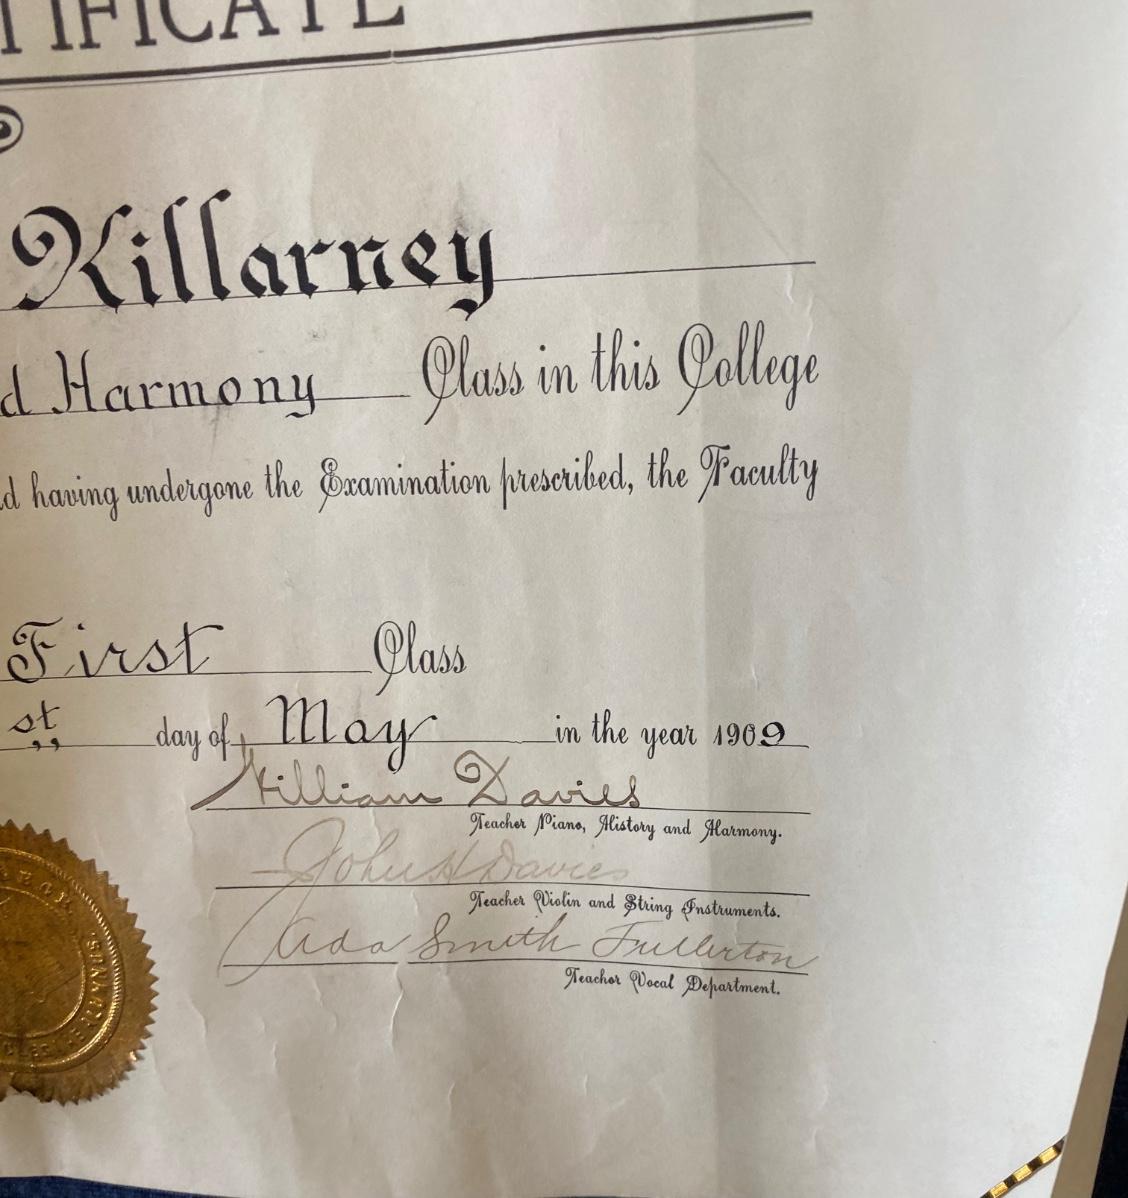 TIFICATE
Killarney
d Harmony Class in this College
d having undergone the Examination prescribed, the Faculty
First Class
st day of May in the year 1909
William Davies
Teacher Piano, History and Harmony.
John H Davies
Teacher Violin and String Instruments.
Ada Smith Fullerton
Teacher Vocal Department.